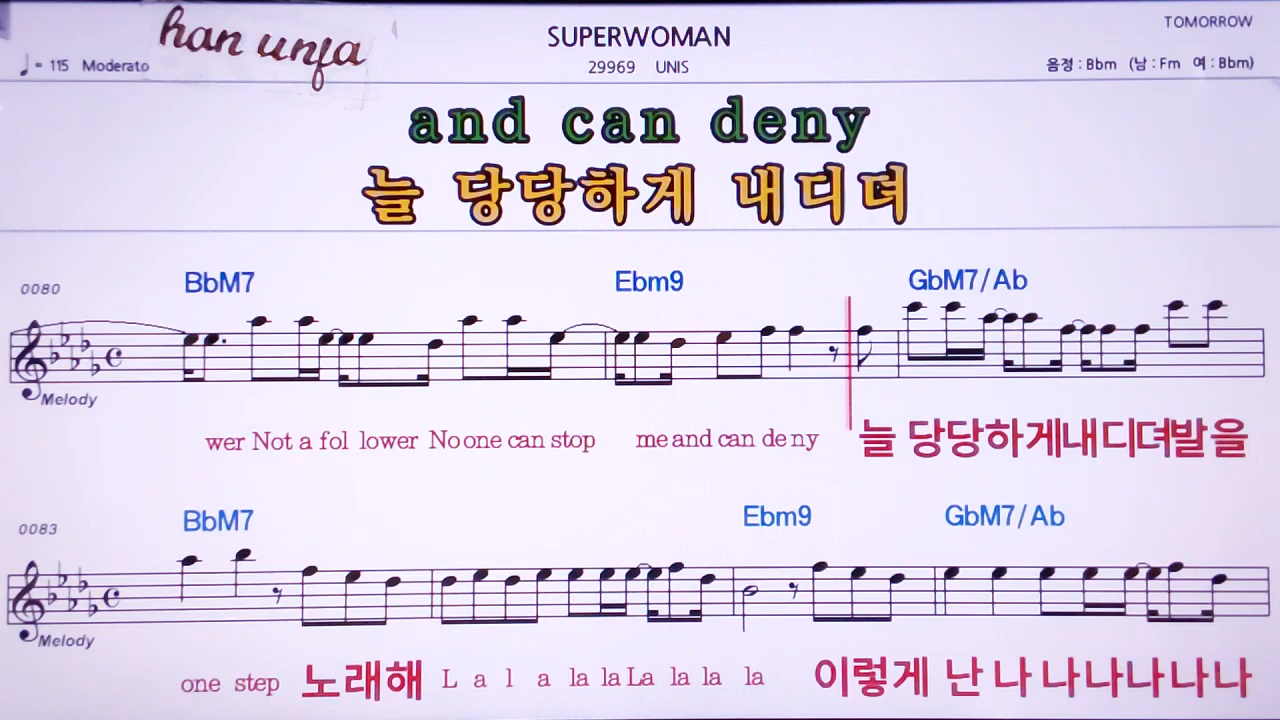 han unfa
SUPERWOMAN
TOMORROW
♩= 115 Moderato
29969 UNIS
음정 : Bbm (남 : Fm 여 : Bbm)
and can deny
늘 당당하게 내디뎌
0080
BbM7 Ebm9 GbM7/Ab
Melody
wer Not a fol lower No one can stop me and can de ny 늘 당당하게내디뎌발을
0083
BbM7 Ebm9 GbM7/Ab
Melody
one step 노래해 L a l a la la La la la la 이렇게 난 나 나나나나나